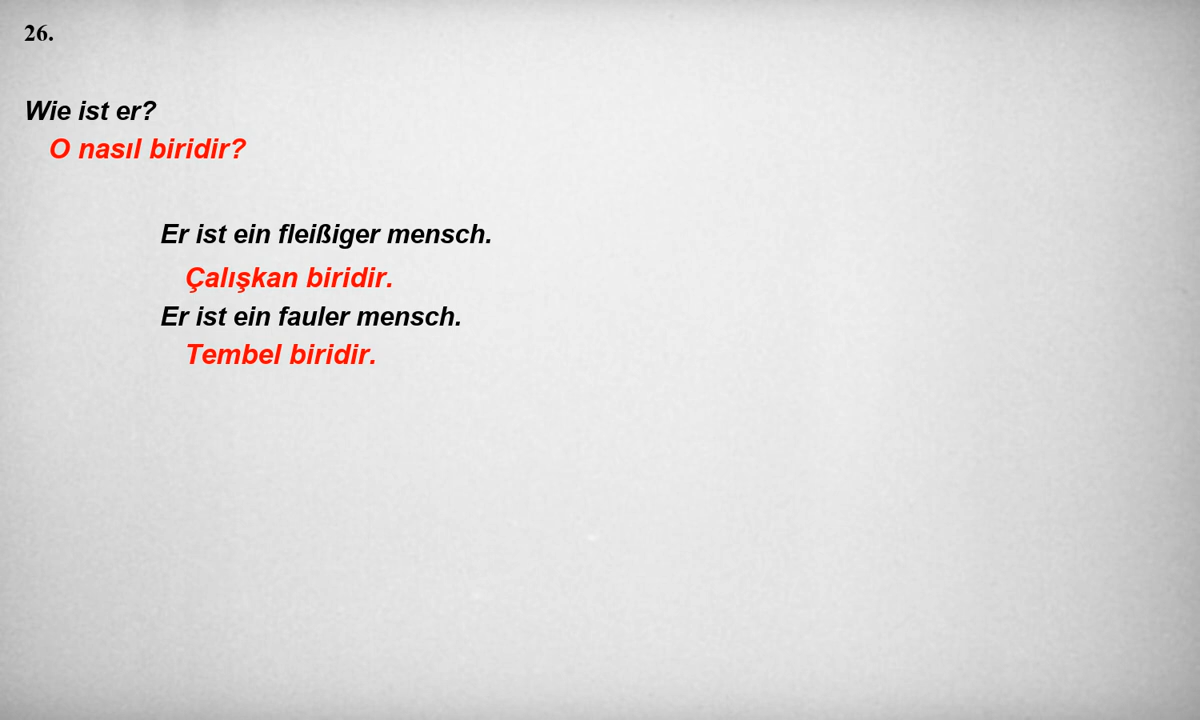 26.
Wie ist er?
O nasıl biridir?
Er ist ein fleißiger mensch.
Çalışkan biridir.
Er ist ein fauler mensch.
Tembel biridir.